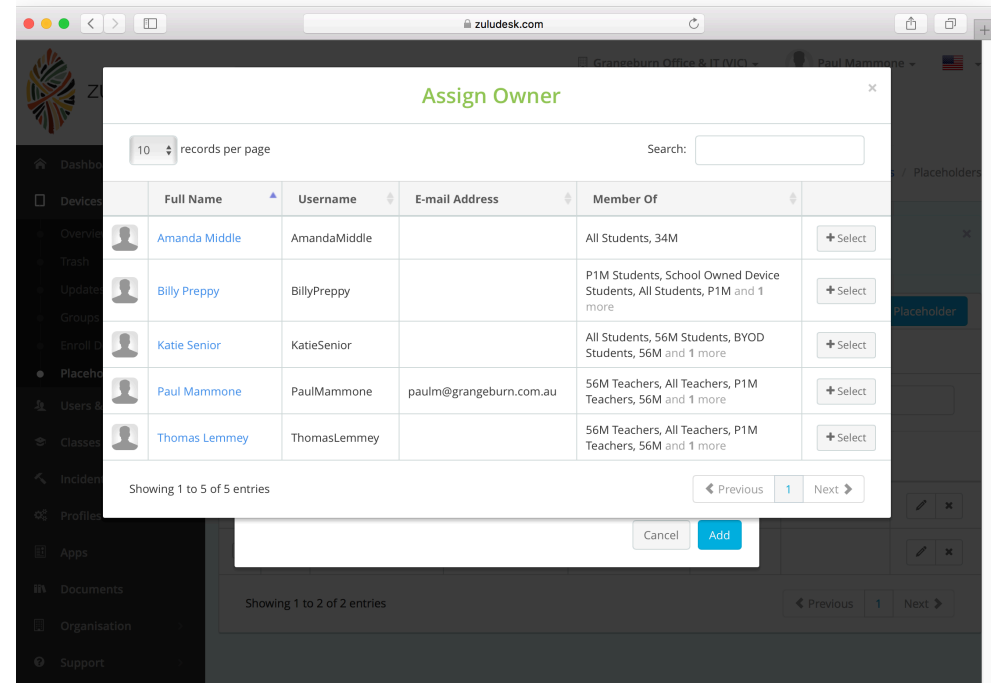 zuludesk.com
Grangeburn Office & IT (VIC)
Paul Mammone
Assign Owner
×
10 records per page
Search:
Full Name Username E-mail Address Member Of
Amanda Middle AmandaMiddle All Students, 34M + Select
Billy Preppy BillyPreppy P1M Students, School Owned Device
Students, All Students, P1M and 1
more
+ Select
Katie Senior KatieSenior All Students, 56M Students, BYOD
Students, 56M and 1 more
+ Select
Paul Mammone PaulMammone paulm@grangeburn.com.au 56M Teachers, All Teachers, P1M
Teachers, 56M and 1 more
+ Select
Thomas Lemmey ThomasLemmey 56M Teachers, All Teachers, P1M
Teachers, 56M and 1 more
+ Select
Showing 1 to 5 of 5 entries
Previous 1 Next
Cancel Add
Showing 1 to 2 of 2 entries
Previous 1 Next
/ Placeholders
Placeholder
Dashbo
Devices
Overvie
Trash
Update
Groups
Enroll D
Placeho
Users &
Classes
Inciden
Profiles
Apps
Documents
Organisation
Support